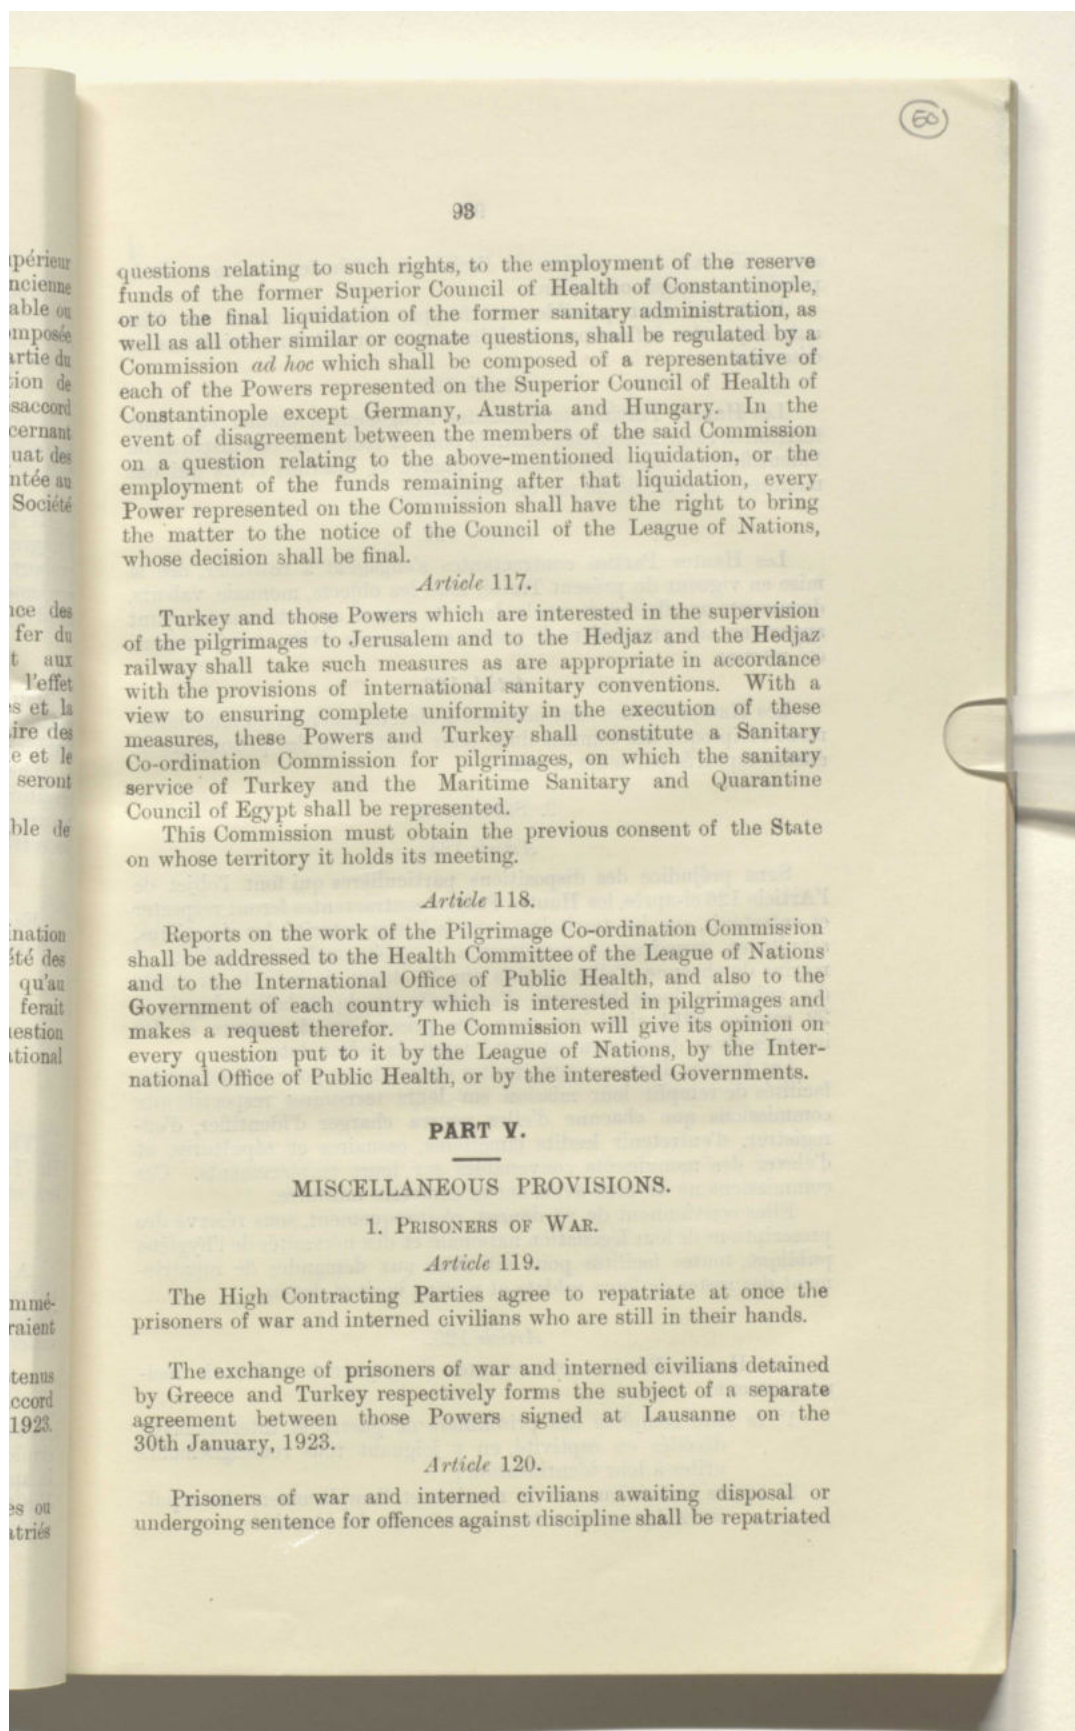 50
93
questions relating to such rights, to the employment of the reserve
funds of the former Superior Council of Health of Constantinople,
or to the final liquidation of the former sanitary administration, as
well as all other similar or cognate questions, shall be regulated by a
Commission ad hoc which shall be composed of a representative of
each of the Powers represented on the Superior Council of Health of
Constantinople except Germany, Austria and Hungary. In the
event of disagreement between the members of the said Commission
on a question relating to the above-mentioned liquidation, or the
employment of the funds remaining after that liquidation, every
Power represented on the Commission shall have the right to bring
the matter to the notice of the Council of the League of Nations,
whose decision shall be final.
Article 117.
Turkey and those Powers which are interested in the supervision
of the pilgrimages to Jerusalem and to the Hedjaz and the Hedjaz
railway shall take such measures as are appropriate in accordance
with the provisions of international sanitary conventions. With a
view to ensuring complete uniformity in the execution of these
measures, these Powers and Turkey shall constitute a Sanitary
Co-ordination Commission for pilgrimages, on which the sanitary
service of Turkey and the Maritime Sanitary and Quarantine
Council of Egypt shall be represented.
This Commission must obtain the previous consent of the State
on whose territory it holds its meeting.
Article 118.
Reports on the work of the Pilgrimage Co-ordination Commission
shall be addressed to the Health Committee of the League of Nations
and to the International Office of Public Health, and also to the
Government of each country which is interested in pilgrimages and
makes a request therefor. The Commission will give its opinion on
every question put to it by the League of Nations, by the Inter-
national Office of Public Health, or by the interested Governments.
PART V.
MISCELLANEOUS PROVISIONS.
1. PRISONERS OF WAR.
Article 119.
The High Contracting Parties agree to repatriate at once the
prisoners of war and interned civilians who are still in their hands.
The exchange of prisoners of war and interned civilians detained
by Greece and Turkey respectively forms the subject of a separate
agreement between those Powers signed at Lausanne on the
30th January, 1923.
Article 120.
Prisoners of war and interned civilians awaiting disposal or
undergoing sentence for offences against discipline shall be repatriated